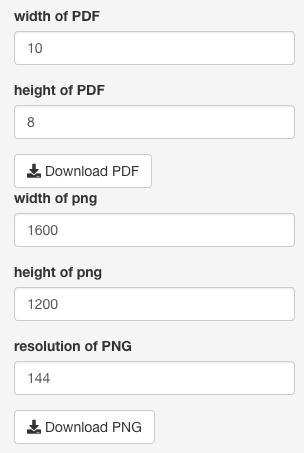 width of PDF
10
height of PDF
8
Download PDF
width of png
1600
height of png
1200
resolution of PNG
144
Download PNG